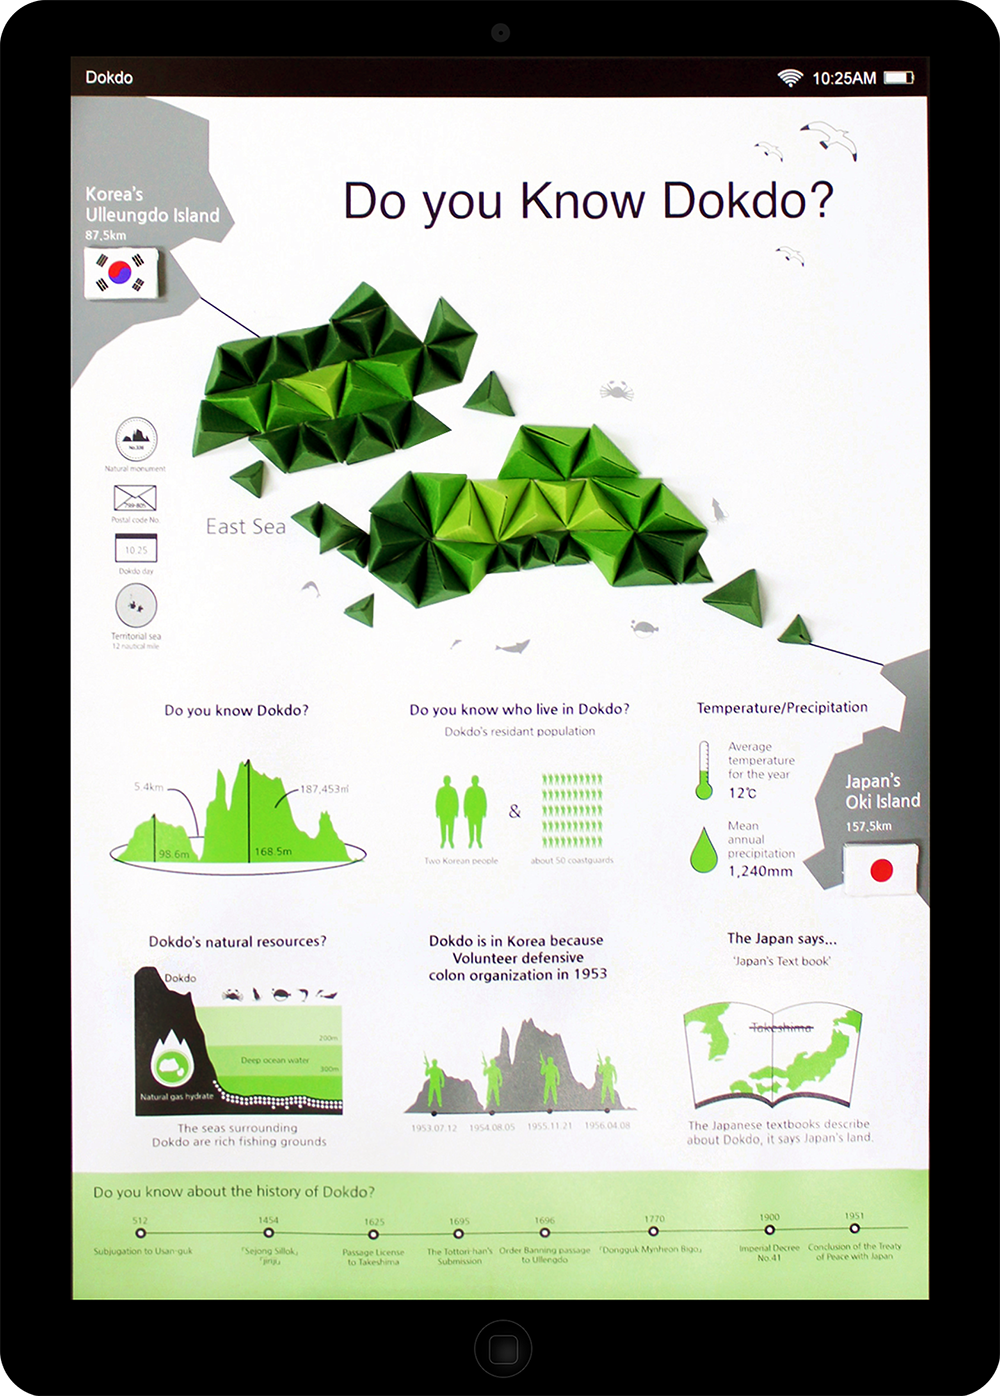 Dokdo
10:25AM
Do you Know Dokdo?
Korea's
Ulleungdo Island
87.5km
Natural monument
Postal code No.
799-805
10 25
Dokdo day
Territorial sea
12 nautical mile
East Sea
Do you know Dokdo?
5.4km
187,453㎡
98.6m
168.5m
Do you know who live in Dokdo?
Dokdo's residant population
&
Two Korean people
about 50 coastguards
Temperature/Precipitation
Average
temperature
for the year
12℃
Mean
annual
precipitation
1,240mm
Japan's
Oki Island
157.5km
Dokdo's natural resources?
Dokdo
200m
Deep ocean water
300m
Natural gas hydrate
The seas surrounding
Dokdo are rich fishing grounds
Dokdo is in Korea because
Volunteer defensive
colon organization in 1953
1953.07.12 1954.08.05 1955.11.21 1956.04.08
The Japan says...
'Japan's Text book'
Takeshima
The Japanese textbooks describe
about Dokdo, it says Japan's land.
Do you know about the history of Dokdo?
512
Subjugation to Usan-guk
1454
「Sejong Sillok」
「jiriji」
1625
Passage License
to Takeshima
1695
The Tottori han's
Submission
1696
Order Banning passage
to Ullengdo
1770
「Dongguk Mynheon Bigo」
1900
Imperial Decree
No.41
1951
Conclusion of the Treaty
of Peace with Japan